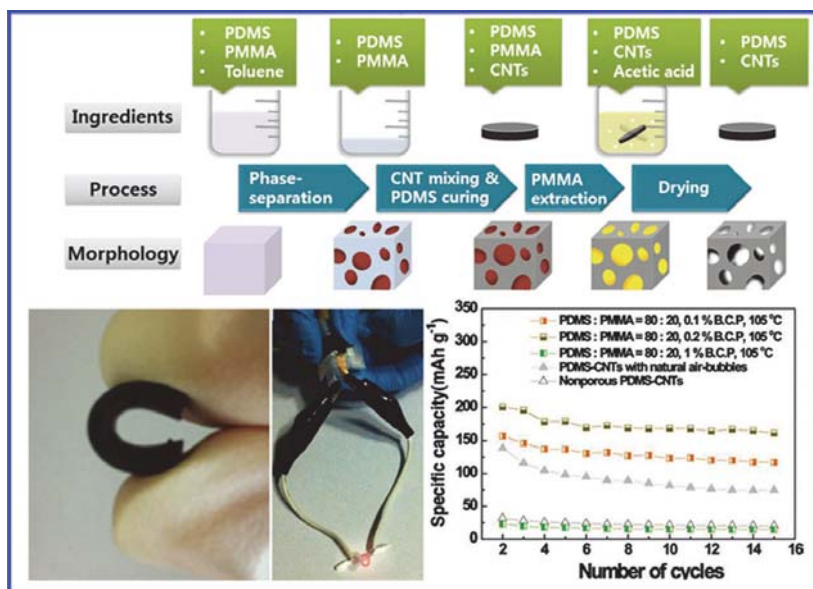 • PDMS
• PMMA
• Toluene
• PDMS
• PMMA
• PDMS
• PMMA
• CNTs
• PDMS
• CNTs
• Acetic acid
• PDMS
• CNTs
Ingredients
Process
Phase-
separation
CNT mixing &
PDMS curing
PMMA
extraction
Drying
Morphology
Specific capacity(mAh g⁻¹)
350
300
250
200
150
100
50
0
PDMS : PMMA = 80 : 20, 0.1 % B.C.P, 105 °C
PDMS : PMMA = 80 : 20, 0.2 % B.C.P, 105 °C
PDMS : PMMA = 80 : 20, 1 % B.C.P, 105 °C
PDMS-CNTs with natural air-bubbles
Nonporous PDMS-CNTs
2 4 6 8 10 12 14 16
Number of cycles